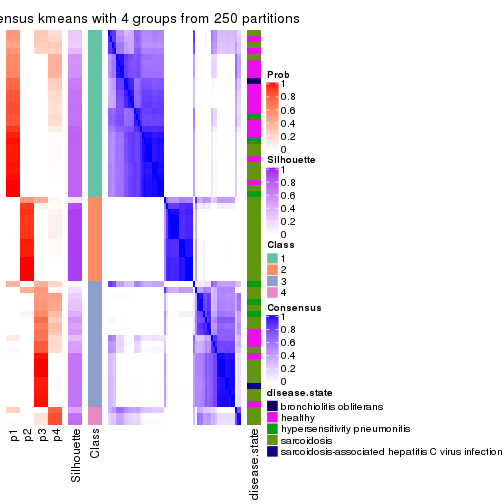 ensus kmeans with 4 groups from 250 partitions
Prob
1
0.8
0.6
0.4
0.2
0
Silhouette
1
0.8
0.6
0.4
0.2
0
Class
1
2
3
4
Consensus
1
0.8
0.6
0.4
0.2
0
disease.state
bronchiolitis obliterans
healthy
hypersensitivity pneumonitis
sarcoidosis
sarcoidosis-associated hepatitis C virus infection
p1
p2
p3
p4
Silhouette
Class
disease.state